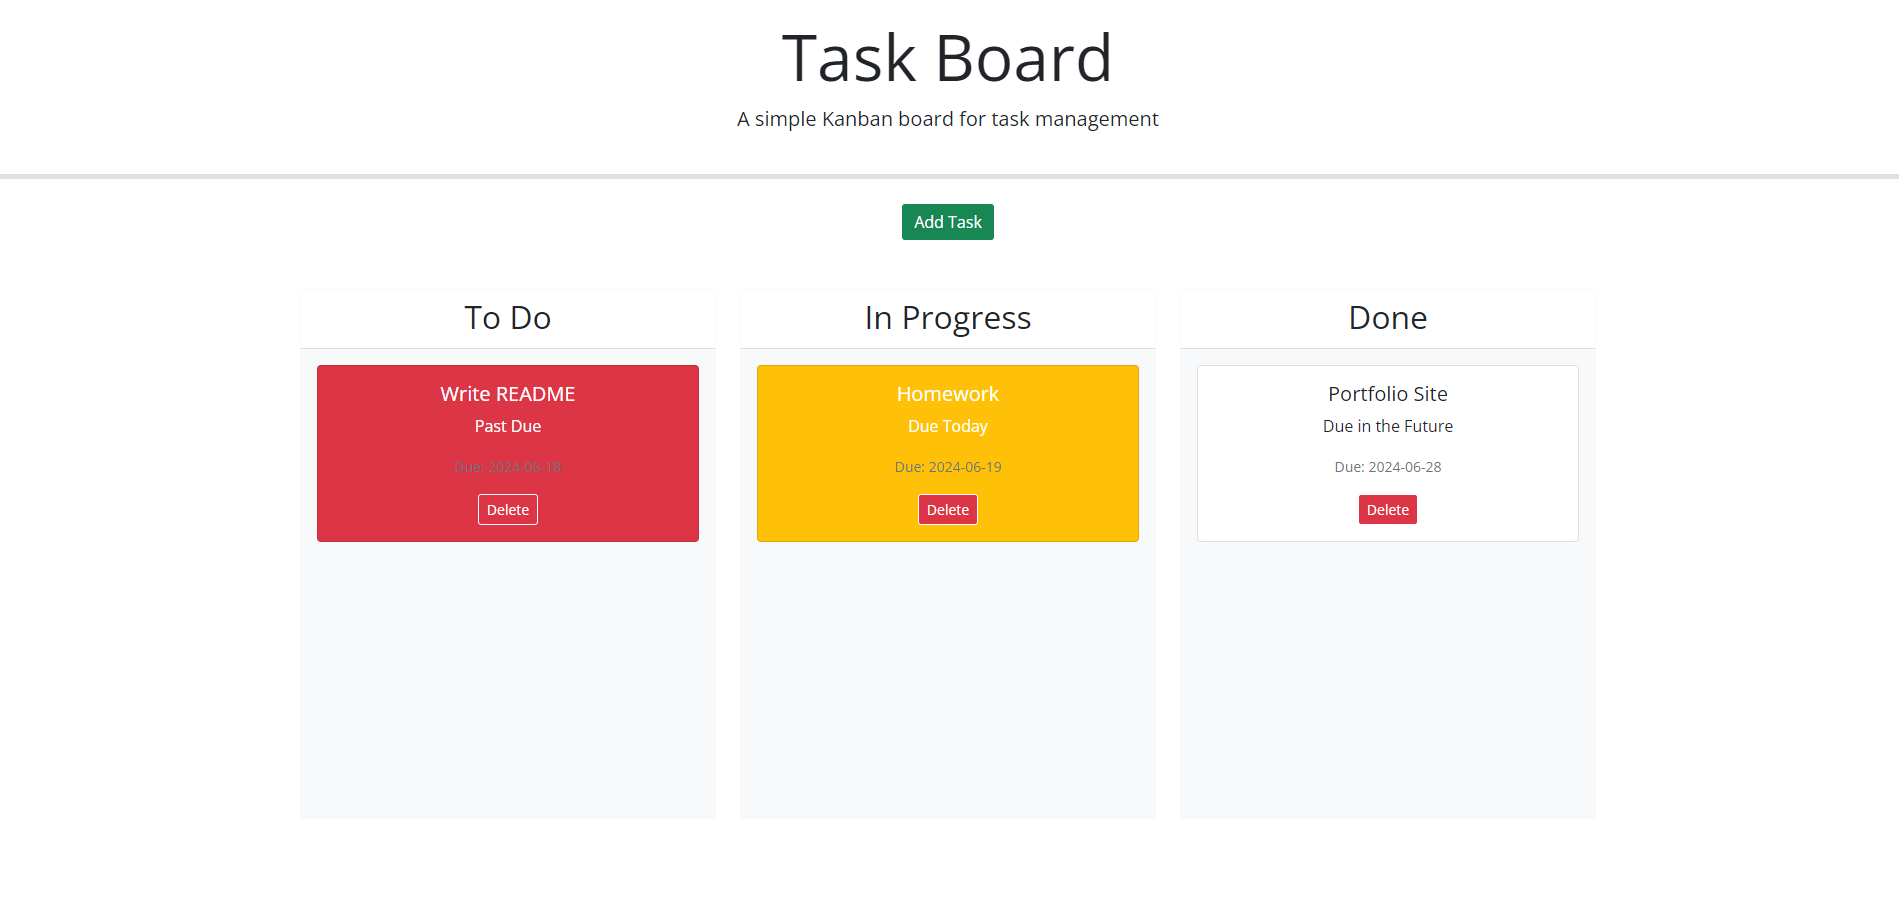 Task Board
A simple Kanban board for task management
Add Task
To Do
Write README
Past Due
Due: 2024-06-18
Delete
In Progress
Homework
Due Today
Due: 2024-06-19
Delete
Done
Portfolio Site
Due in the Future
Due: 2024-06-28
Delete